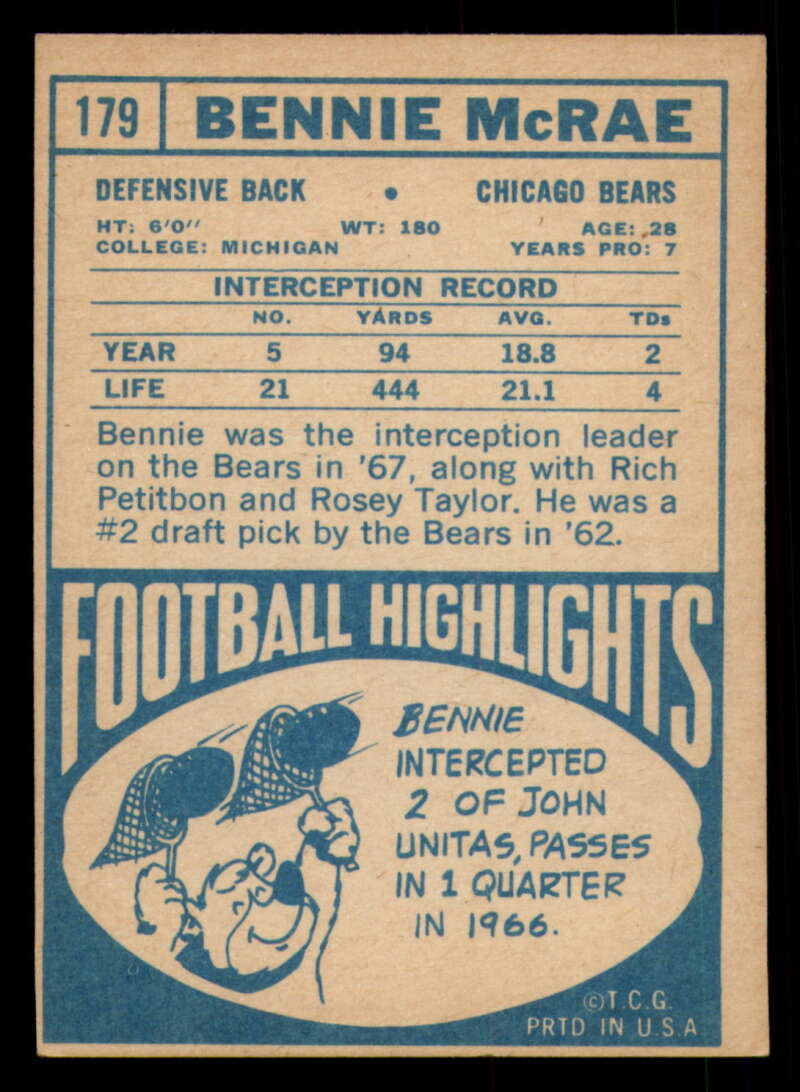 179 BENNIE McRAE
DEFENSIVE BACK • CHICAGO BEARS
HT: 6'0" WT: 180 AGE: 28
COLLEGE: MICHIGAN YEARS PRO: 7
INTERCEPTION RECORD
NO. YARDS AVG. TDs
YEAR 5 94 18.8 2
LIFE 21 444 21.1 4
Bennie was the interception leader
on the Bears in '67, along with Rich
Petitbon and Rosey Taylor. He was a
#2 draft pick by the Bears in '62.
FOOTBALL HIGHLIGHTS
BENNIE
INTERCEPTED
2 OF JOHN
UNITAS, PASSES
IN 1 QUARTER
IN 1966.
©T.C.G.
PRTD IN U.S.A